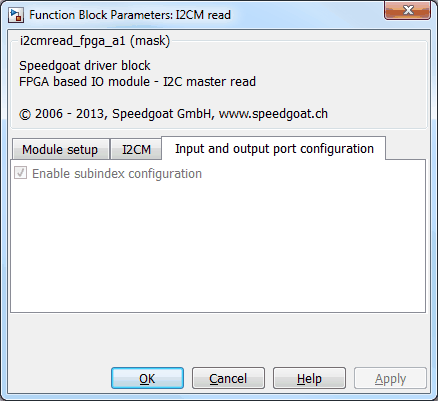 Function Block Parameters: I2CM read
i2cmread_fpga_a1 (mask)
Speedgoat driver block
FPGA based IO module - I2C master read
© 2006 - 2013, Speedgoat GmbH, www.speedgoat.ch
Module setup I2CM Input and output port configuration
Enable subindex configuration
OK Cancel Help Apply